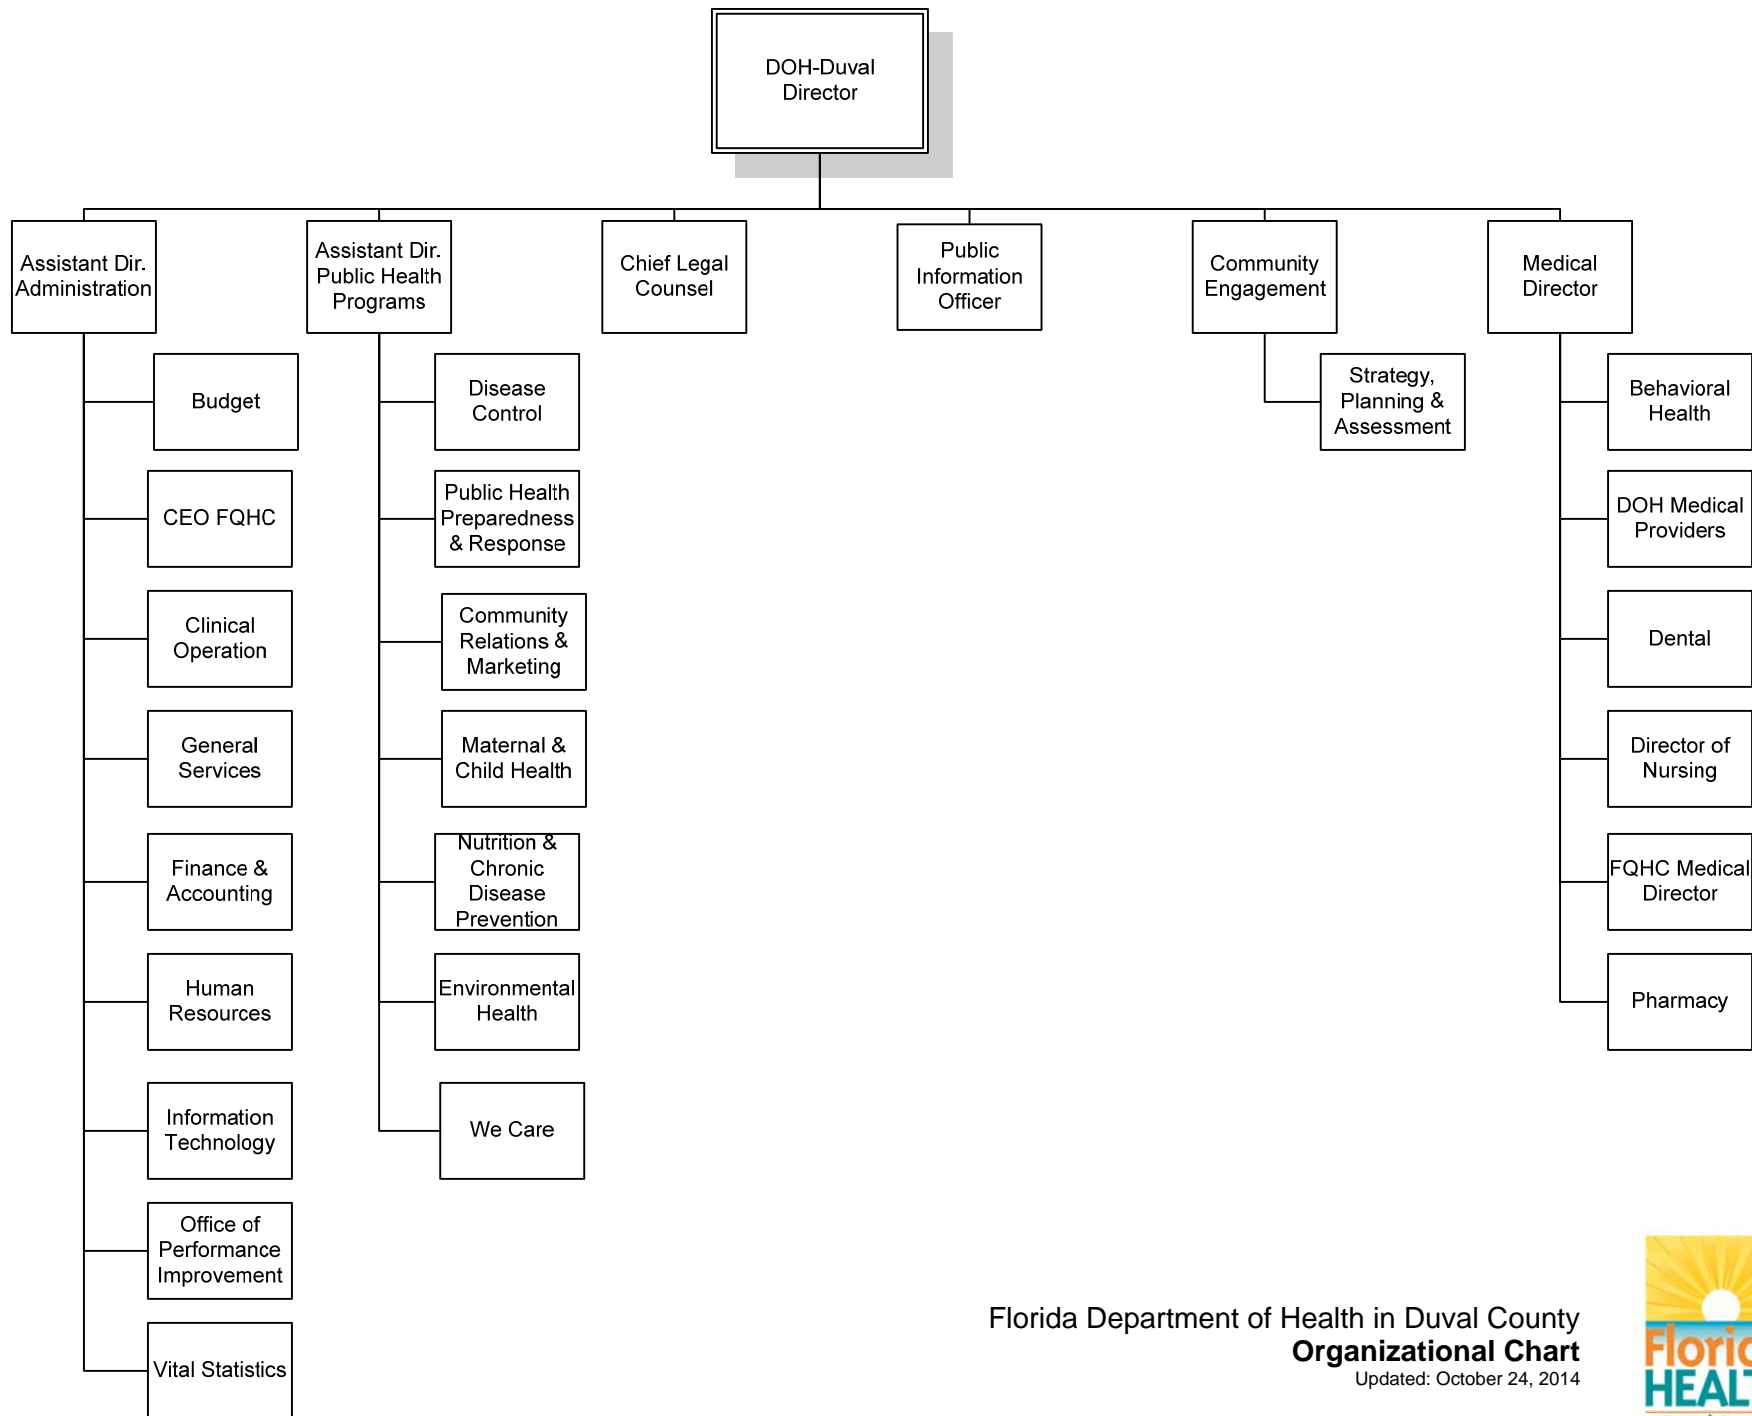 DOH-Duval
Director
Assistant Dir.
Administration
Assistant Dir.
Public Health
Programs
Chief Legal
Counsel
Public
Information
Officer
Community
Engagement
Medical
Director
Budget
CEO FQHC
Clinical
Operation
General
Services
Finance &
Accounting
Human
Resources
Information
Technology
Office of
Performance
Improvement
Vital Statistics
Disease
Control
Public Health
Preparedness
& Response
Community
Relations &
Marketing
Maternal &
Child Health
Nutrition &
Chronic
Disease
Prevention
Environmental
Health
We Care
Strategy,
Planning &
Assessment
Behavioral
Health
DOH Medical
Providers
Dental
Director of
Nursing
FQHC Medical
Director
Pharmacy
Florida Department of Health in Duval County
Organizational Chart
Updated: October 24, 2014